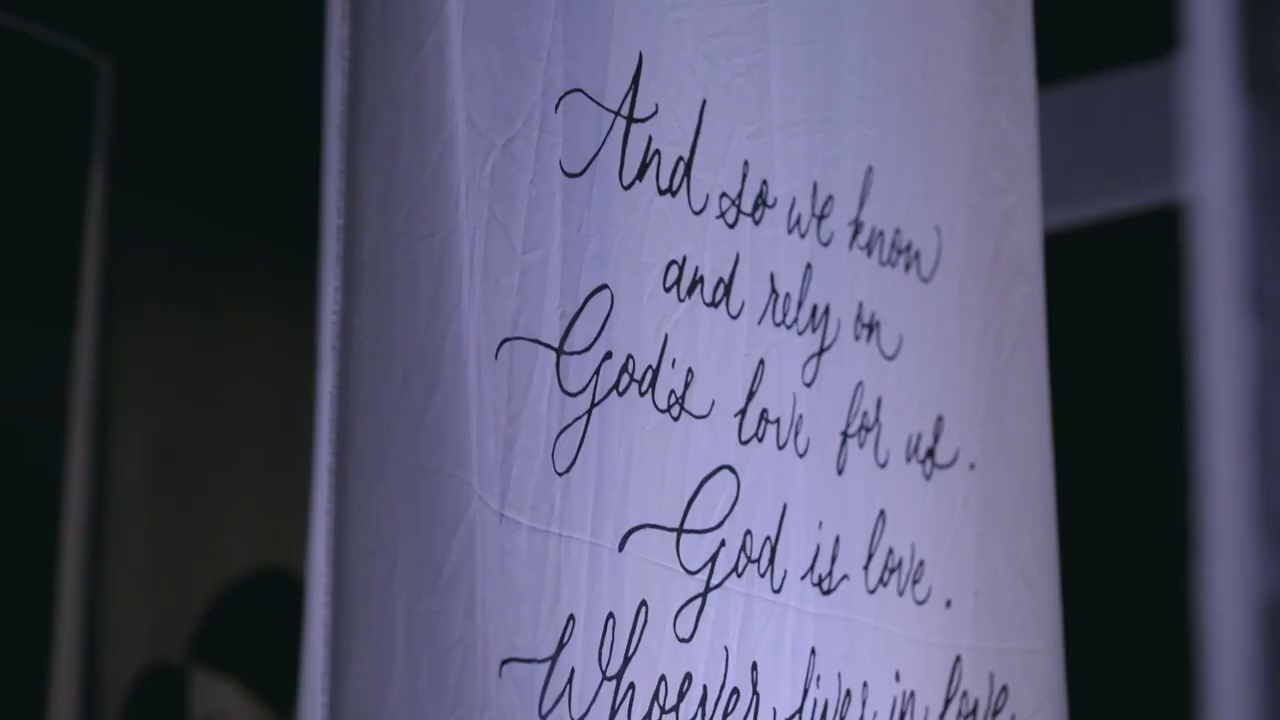 And so we know
and rely on
God's love for us.
God is love.
Whoever lives in love